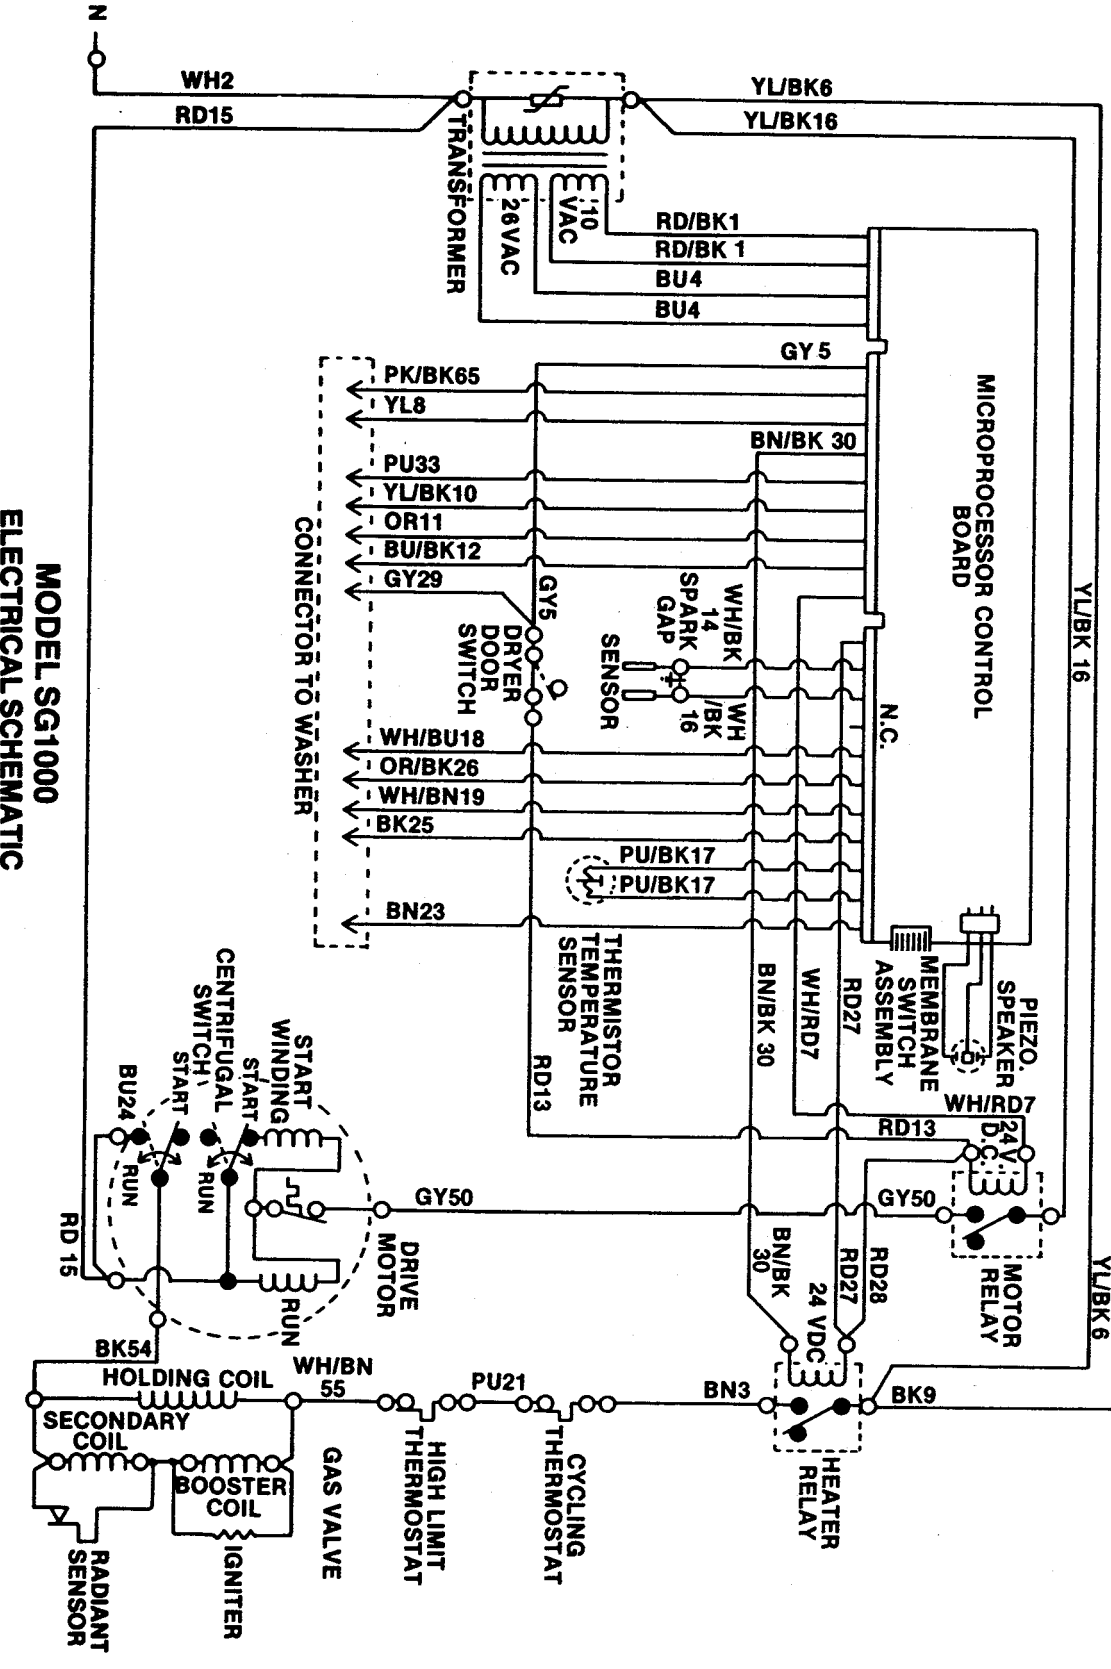 N
WH2
RD15
YL/BK6
YL/BK16
TRANSFORMER
10
VAC
26VAC
RD/BK1
RD/BK 1
BU4
BU4
GY 5
PK/BK65
YL8
BN/BK 30
PU33
YL/BK10
OR11
BU/BK12
GY29
MICROPROCESSOR CONTROL
BOARD
YL/BK 16
CONNECTOR TO WASHER
GY5
DRYER
DOOR
SWITCH
WH/BK
14
SPARK
GAP
SENSOR
WH
/BK
16
N.C.
WH/BU18
OR/BK26
WH/BN19
BK25
PU/BK17
PU/BK17
BN23
THERMISTOR
TEMPERATURE
SENSOR
PIEZO.
SPEAKER
MEMBRANE
SWITCH
ASSEMBLY
RD27
WH/RD7
BN/BK 30
RD13
WH/RD7
RD13
24 V
D.C.
START
WINDING
CENTRIFUGAL
SWITCH
START
START
BU24
RUN
RUN
RD 15
GY50
GY50
DRIVE
MOTOR
RUN
MOTOR
RELAY
YL/BK6
BN/BK
30
RD27
RD28
24 VDC
BK54
HOLDING COIL
WH/BN
55
PU21
BN3
BK9
SECONDARY
COIL
BOOSTER
COIL
GAS VALVE
HIGH LIMIT
THERMOSTAT
CYCLING
THERMOSTAT
HEATER
RELAY
IGNITER
RADIANT
SENSOR
MODEL SG1000
ELECTRICAL SCHEMATIC